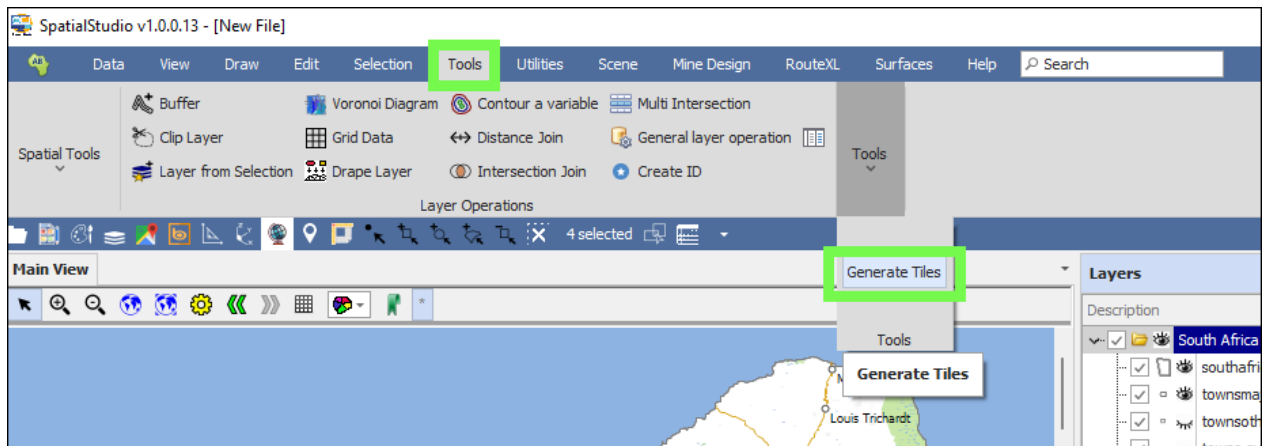 SpatialStudio v1.0.0.13 - [New File]
AB Data View Draw Edit Selection Tools Utilities Scene Mine Design RouteXL Surfaces Help Search
Buffer Voronoi Diagram Contour a variable Multi Intersection
Clip Layer Grid Data Distance Join General layer operation
Spatial Tools Tools
Layer from Selection Drape Layer Intersection Join Create ID
Layer Operations
4 selected
Main View Generate Tiles Layers
Description
Tools South Africa
Generate Tiles southafri
townsma
Louis Trichardt townsoth